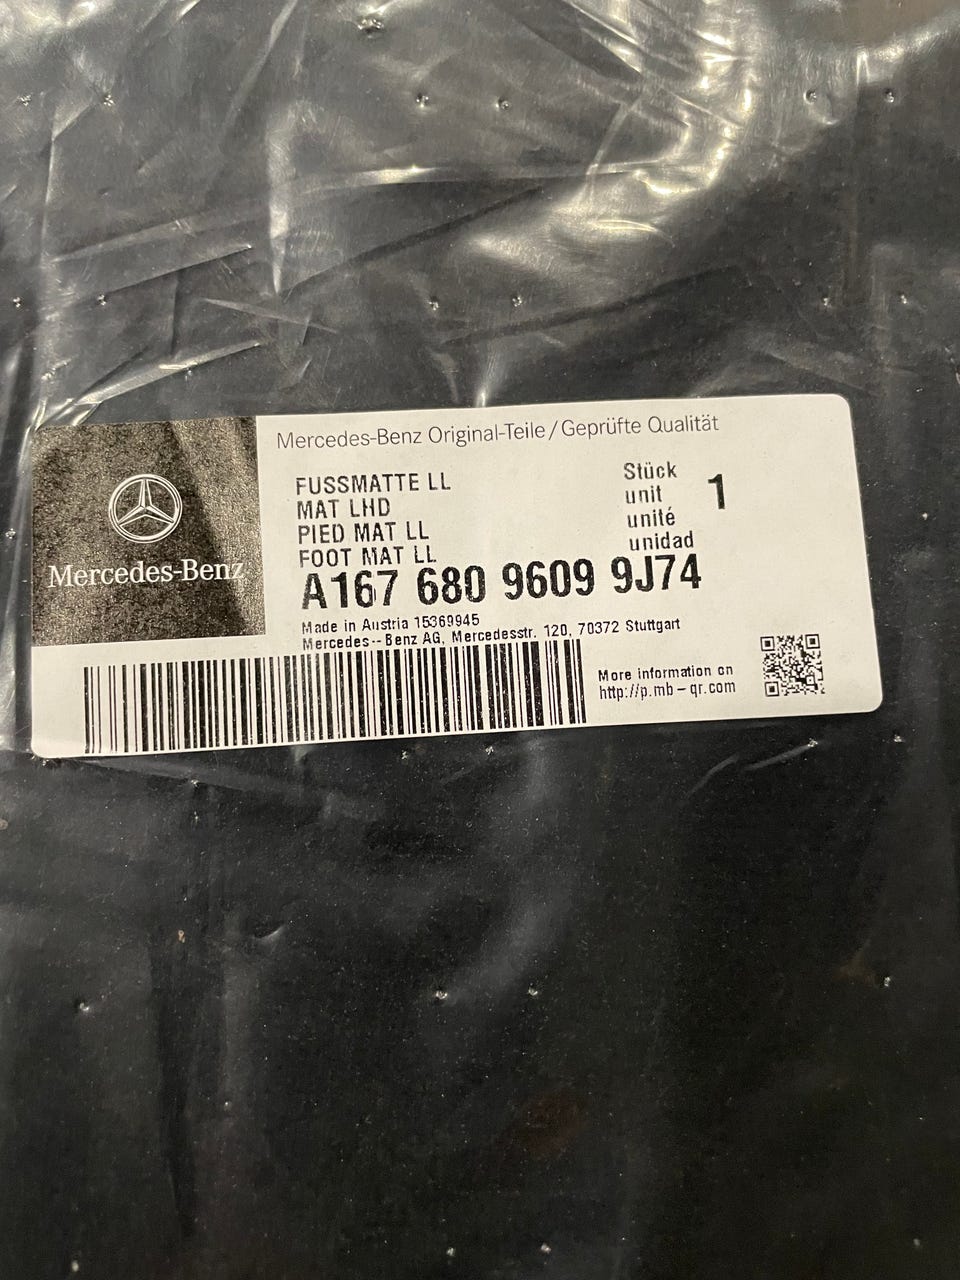 Mercedes-Benz Original-Teile/Geprüfte Qualität
FUSSMATTE LL
MAT LHD
PIED MAT LL
FOOT MAT LL
Stück
unit
unité
unidad
1
A167 680 9609 9J74
Made in Austria 15369945
Mercedes--Benz AG, Mercedesstr. 120, 70372 Stuttgart
More information on
http://p.mb-qr.com
Mercedes-Benz